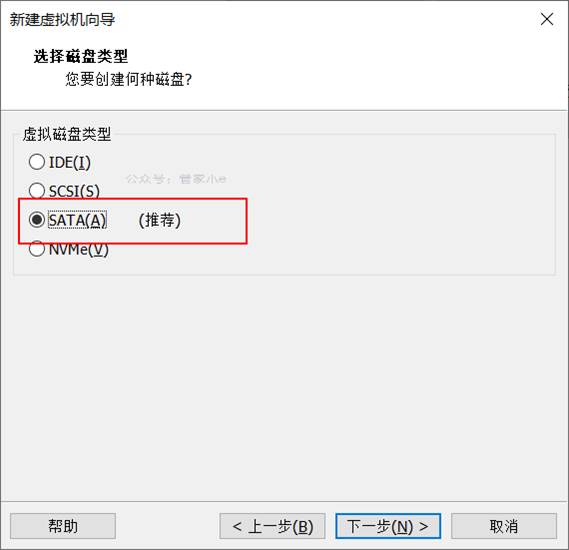 新建虚拟机向导
选择磁盘类型
您要创建何种磁盘?
虚拟磁盘类型
IDE(I)
公众号：管家小e
SCSI(S)
SATA(A) (推荐)
NVMe(V)
帮助 < 上一步(B) 下一步(N) > 取消